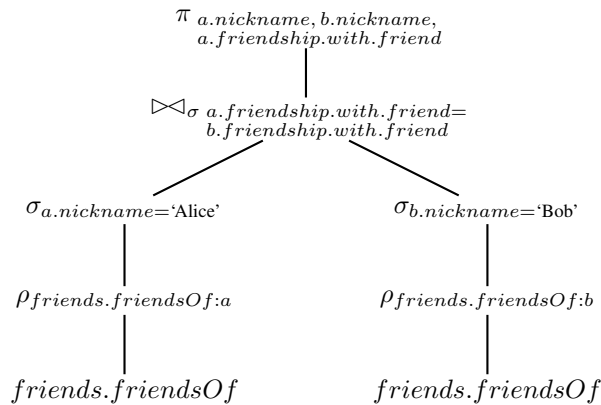 π a.nickname, b.nickname,
a.friendship.with.friend
⋈σ a.friendship.with.friend=
b.friendship.with.friend
σa.nickname=‘Alice’ σb.nickname=‘Bob’
ρfriends.friendsOf:a ρfriends.friendsOf:b
friends.friendsOf friends.friendsOf